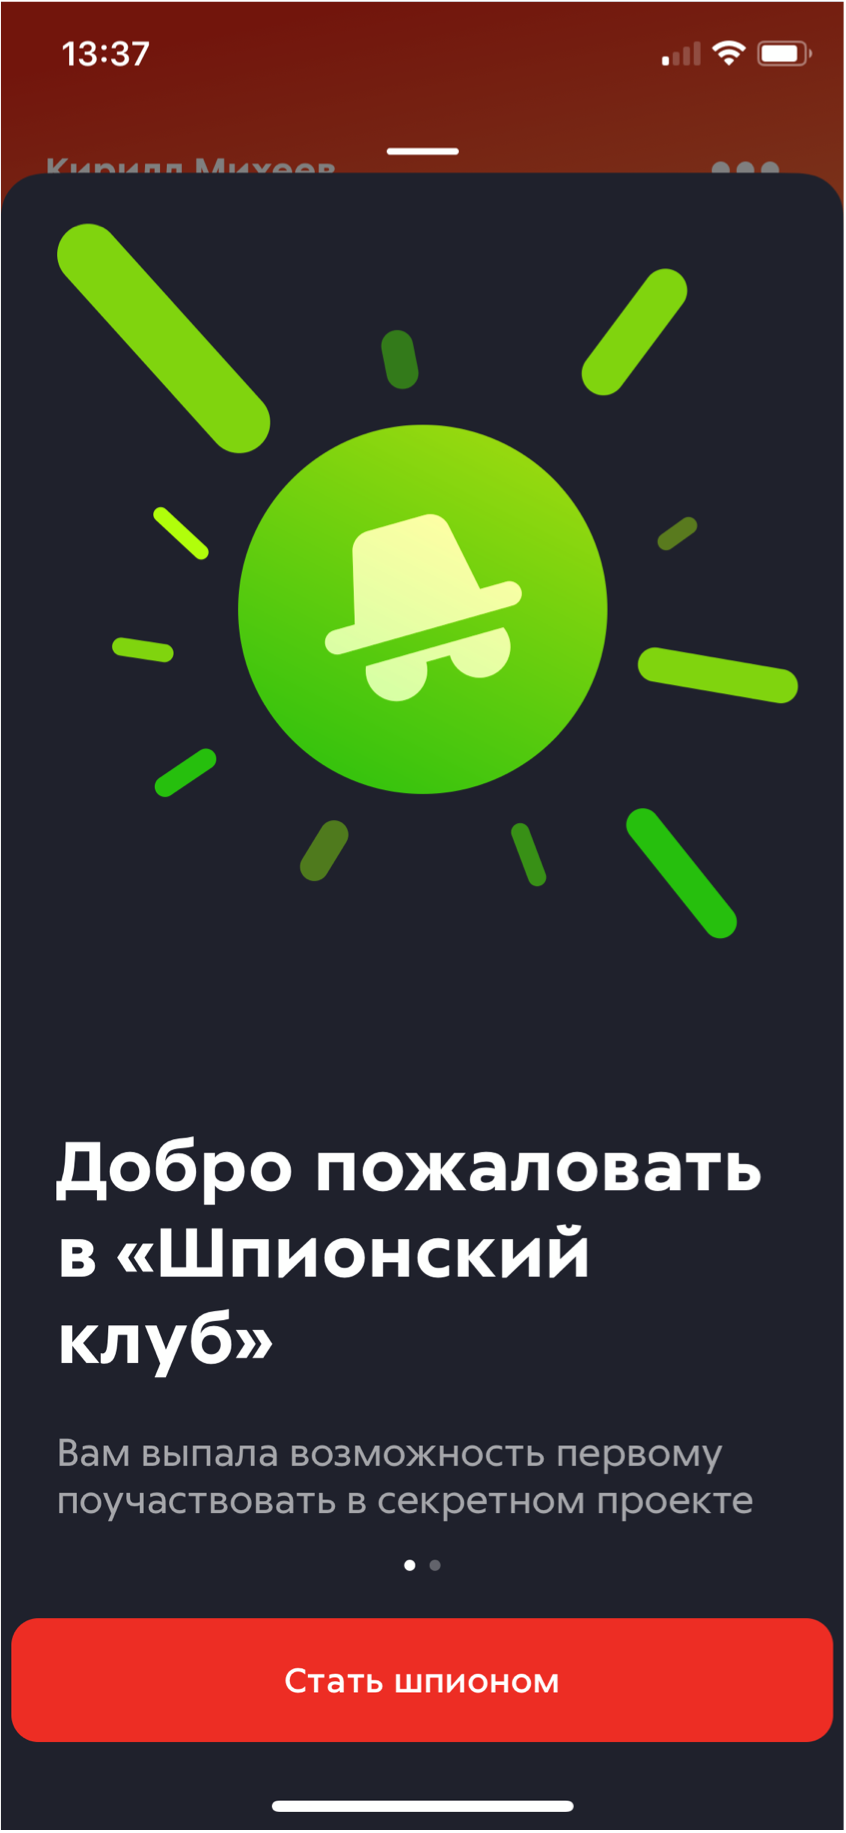 13:37
Кирилл Михеев
Добро пожаловать
в «Шпионский
клуб»
Вам выпала возможность первому
поучаствовать в секретном проекте
Стать шпионом